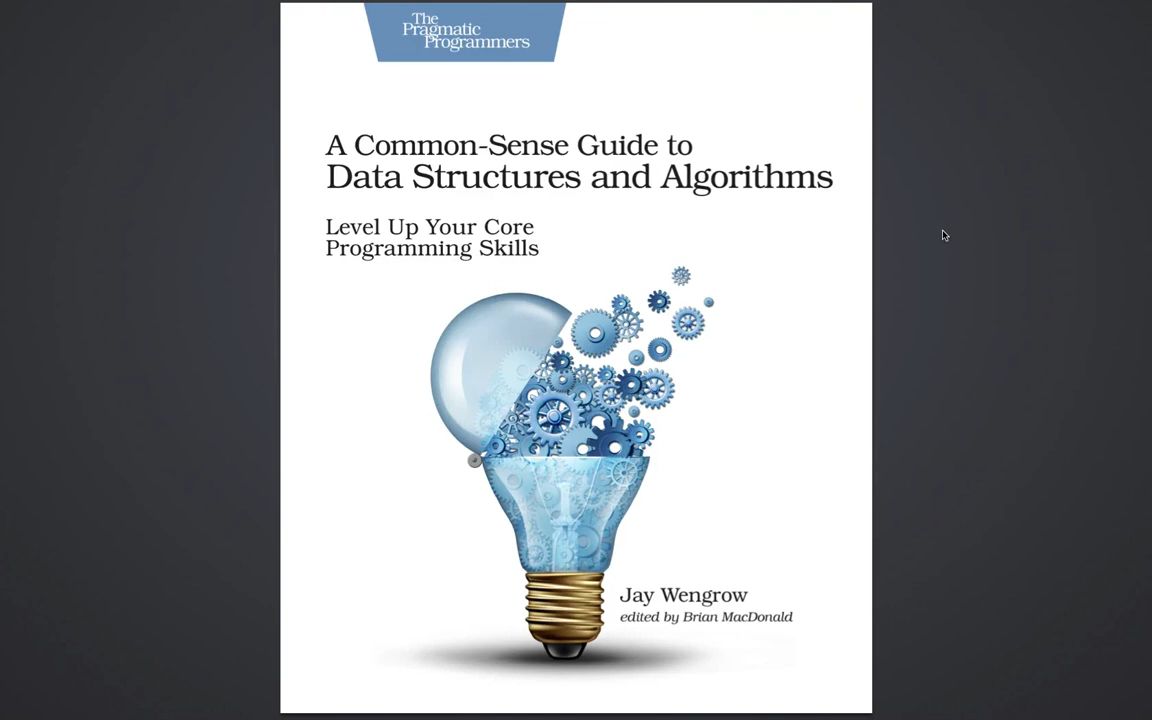 The
Pragmatic
Programmers
A Common-Sense Guide to
Data Structures and Algorithms
Level Up Your Core
Programming Skills
Jay Wengrow
edited by Brian MacDonald